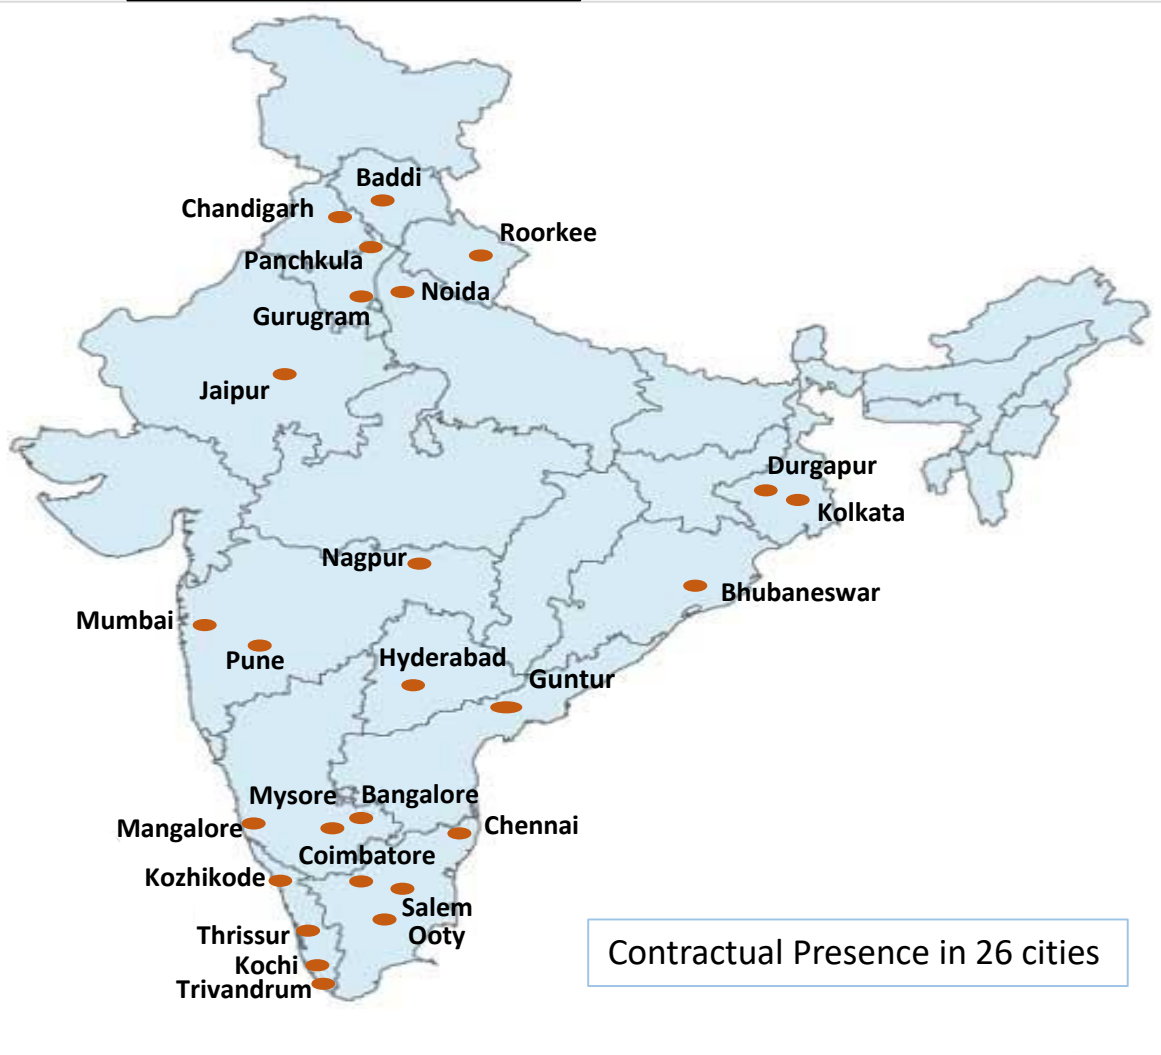 Baddi
Chandigarh
Roorkee
Panchkula
Noida
Gurugram
Jaipur
Durgapur
Kolkata
Nagpur
Bhubaneswar
Mumbai
Pune
Hyderabad
Guntur
Mysore
Bangalore
Mangalore
Chennai
Coimbatore
Kozhikode
Salem
Thrissur
Ooty
Kochi
Trivandrum
Contractual Presence in 26 cities